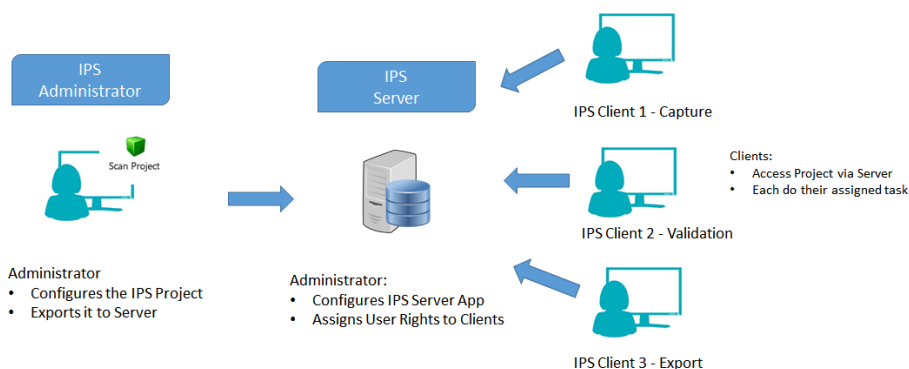 IPS
Administrator
Scan Project
Administrator
• Configures the IPS Project
• Exports it to Server
IPS
Server
Administrator:
• Configures IPS Server App
• Assigns User Rights to Clients
IPS Client 1 - Capture
IPS Client 2 - Validation
IPS Client 3 - Export
Clients:
• Access Project via Server
• Each do their assigned task